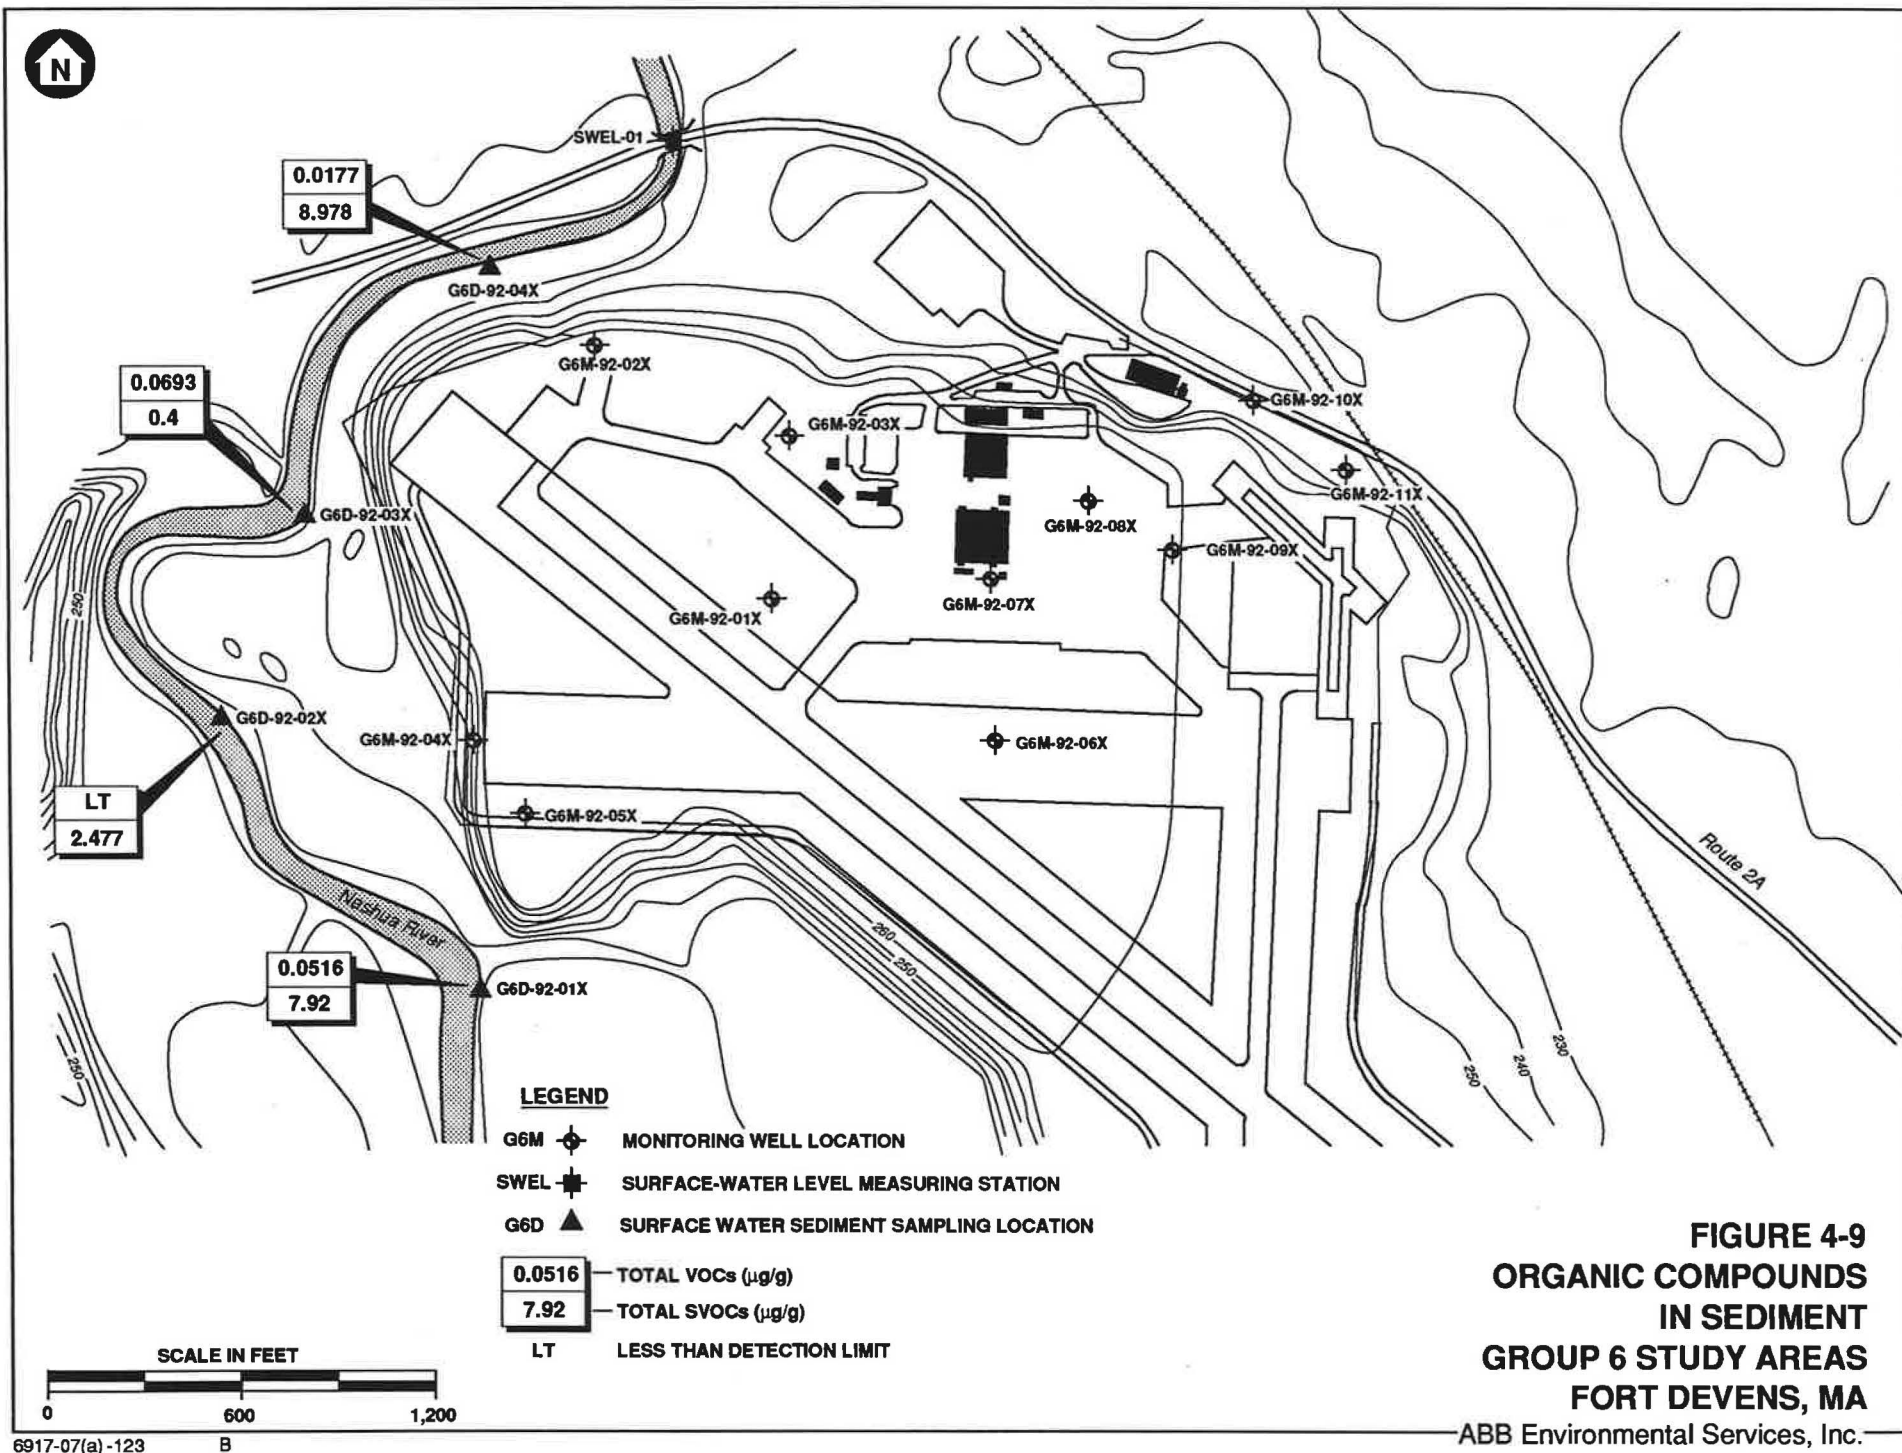 N
SWEL-01
0.0177
8.978
G6D-92-04X
G6M-92-02X
0.0693
0.4
G6M-92-10X
G6M-92-03X
G6M-92-11X
G6D-92-03X
G6M-92-08X
G6M-92-09X
250
G6M-92-07X
G6M-92-01X
G6D-92-02X
G6M-92-04X
G6M-92-06X
LT
2.477
G6M-92-05X
Route 2A
Nashua River
260
250
0.0516
7.92
G6D-92-01X
250
230
240
250
LEGEND
G6M MONITORING WELL LOCATION
SWEL SURFACE-WATER LEVEL MEASURING STATION
G6D SURFACE WATER SEDIMENT SAMPLING LOCATION
0.0516 TOTAL VOCs (µg/g)
7.92 TOTAL SVOCs (µg/g)
LT LESS THAN DETECTION LIMIT
SCALE IN FEET
0 600 1,200
FIGURE 4-9
ORGANIC COMPOUNDS
IN SEDIMENT
GROUP 6 STUDY AREAS
FORT DEVENS, MA
ABB Environmental Services, Inc.
6917-07(a)-123 B